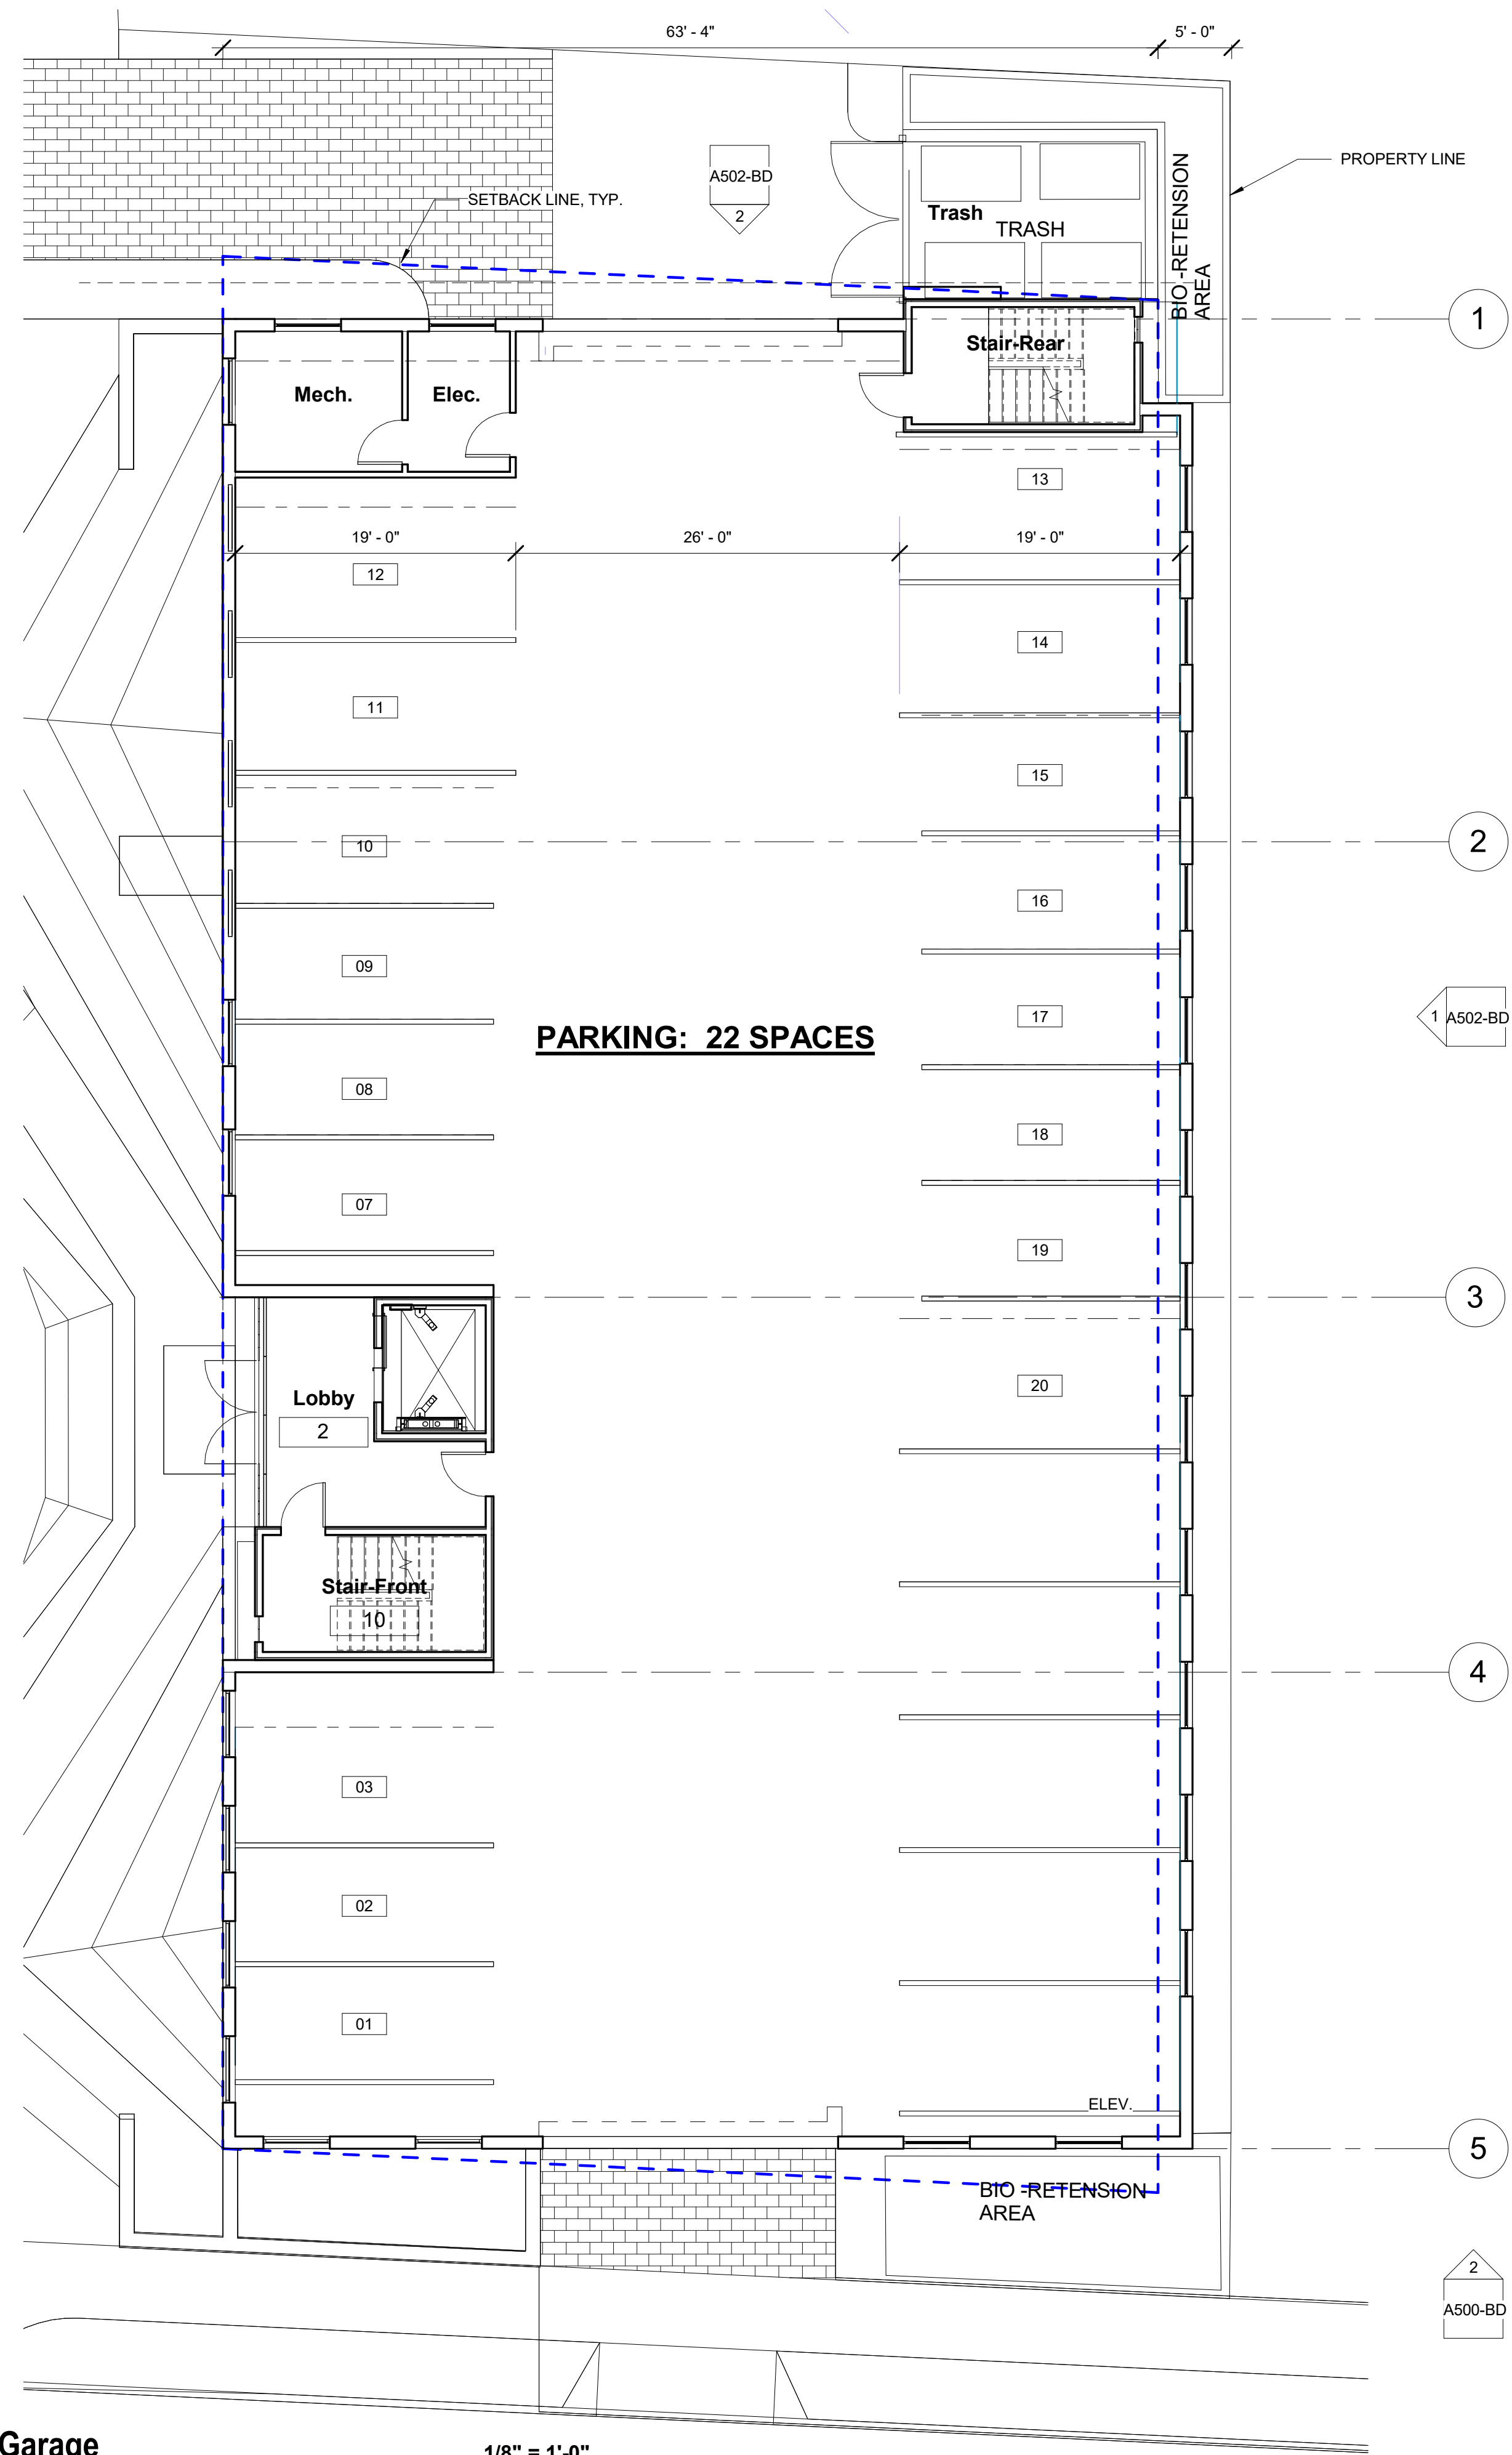 63' - 4"
5' - 0"
PROPERTY LINE
A502-BD
2
SETBACK LINE, TYP.
BIO -RETENSION
AREA
Trash
TRASH
1
Stair-Rear
Mech.
Elec.
13
19' - 0"
26' - 0"
19' - 0"
12
14
11
15
10
2
16
09
17
1
A502-BD
PARKING: 22 SPACES
08
18
07
19
3
20
Lobby
2
Stair-Front
10
4
03
02
01
ELEV.
5
BIO -RETENSION
AREA
2
A500-BD
Garage
1/8" = 1'-0"